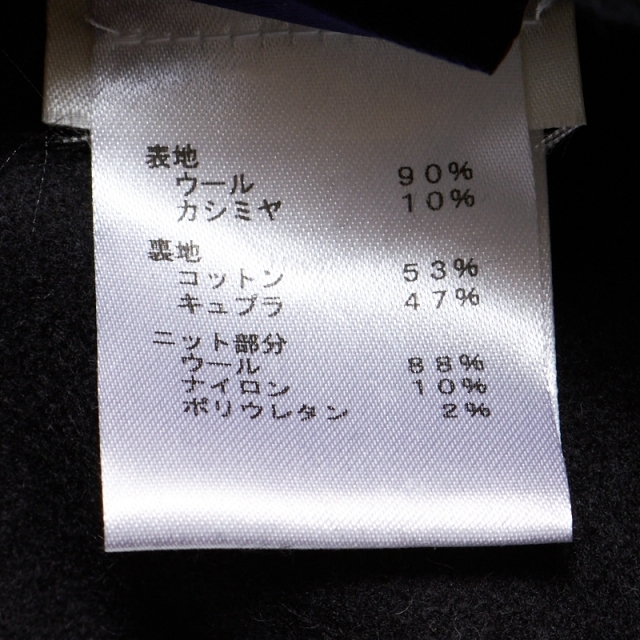 表地
ウール 90%
カシミヤ 10%
裏地
コットン 53%
キュプラ 47%
ニット部分
ウール 88%
ナイロン 10%
ポリウレタン 2%